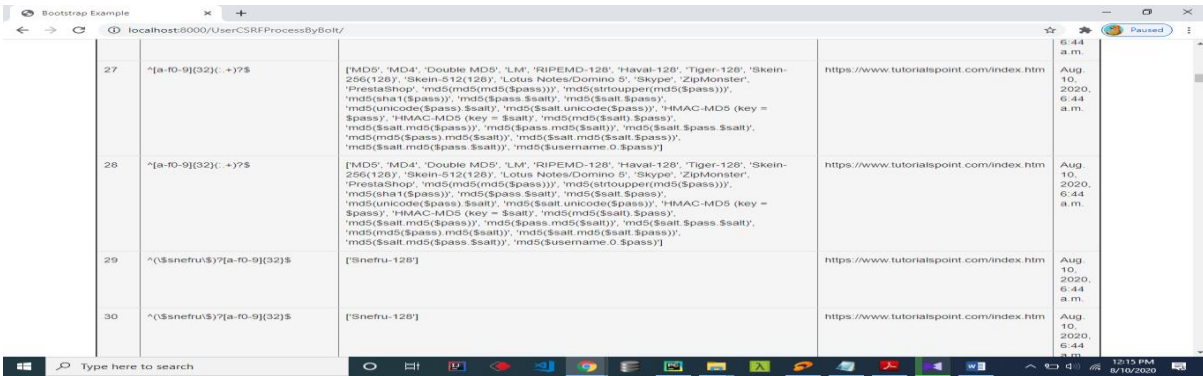 Bootstrap Example
localhost:8000/UserCSRFProcessByBolt/
Paused
6:44
a.m.
27 ^[a-f0-9]{32}(:.+)?$ ['MD5', 'MD4', 'Double MD5', 'LM', 'RIPEMD-128', 'Haval-128', 'Tiger-128', 'Skein- https://www.tutorialspoint.com/index.htm Aug.
256(128)', 'Skein-512(128)', 'Lotus Notes/Domino 5', 'Skype', 'ZipMonster', 10,
'PrestaShop', 'md5(md5(md5($pass)))', 'md5(strtoupper(md5($pass)))', 2020,
'md5(sha1($pass))', 'md5($pass.$salt)', 'md5($salt.$pass)', 6:44
'md5(unicode($pass).$salt)', 'md5($salt.unicode($pass))', 'HMAC-MD5 (key = a.m.
$pass)', 'HMAC-MD5 (key = $salt)', 'md5(md5($salt).$pass)',
'md5($salt.md5($pass))', 'md5($pass.md5($salt))', 'md5($salt.$pass.$salt)',
'md5(md5($pass).md5($salt))', 'md5($salt.md5($salt.$pass))',
'md5($salt.md5($pass.$salt))', 'md5($username.0.$pass)']
28 ^[a-f0-9]{32}(:.+)?$ ['MD5', 'MD4', 'Double MD5', 'LM', 'RIPEMD-128', 'Haval-128', 'Tiger-128', 'Skein- https://www.tutorialspoint.com/index.htm Aug.
256(128)', 'Skein-512(128)', 'Lotus Notes/Domino 5', 'Skype', 'ZipMonster', 10,
'PrestaShop', 'md5(md5(md5($pass)))', 'md5(strtoupper(md5($pass)))', 2020,
'md5(sha1($pass))', 'md5($pass.$salt)', 'md5($salt.$pass)', 6:44
'md5(unicode($pass).$salt)', 'md5($salt.unicode($pass))', 'HMAC-MD5 (key = a.m.
$pass)', 'HMAC-MD5 (key = $salt)', 'md5(md5($salt).$pass)',
'md5($salt.md5($pass))', 'md5($pass.md5($salt))', 'md5($salt.$pass.$salt)',
'md5(md5($pass).md5($salt))', 'md5($salt.md5($salt.$pass))',
'md5($salt.md5($pass.$salt))', 'md5($username.0.$pass)']
29 ^(\$snefru\$)?[a-f0-9]{32}$ ['Snefru-128'] https://www.tutorialspoint.com/index.htm Aug.
10,
2020,
6:44
a.m.
30 ^(\$snefru\$)?[a-f0-9]{32}$ ['Snefru-128'] https://www.tutorialspoint.com/index.htm Aug.
10,
2020,
6:44
a.m.
Type here to search
12:15 PM
8/10/2020